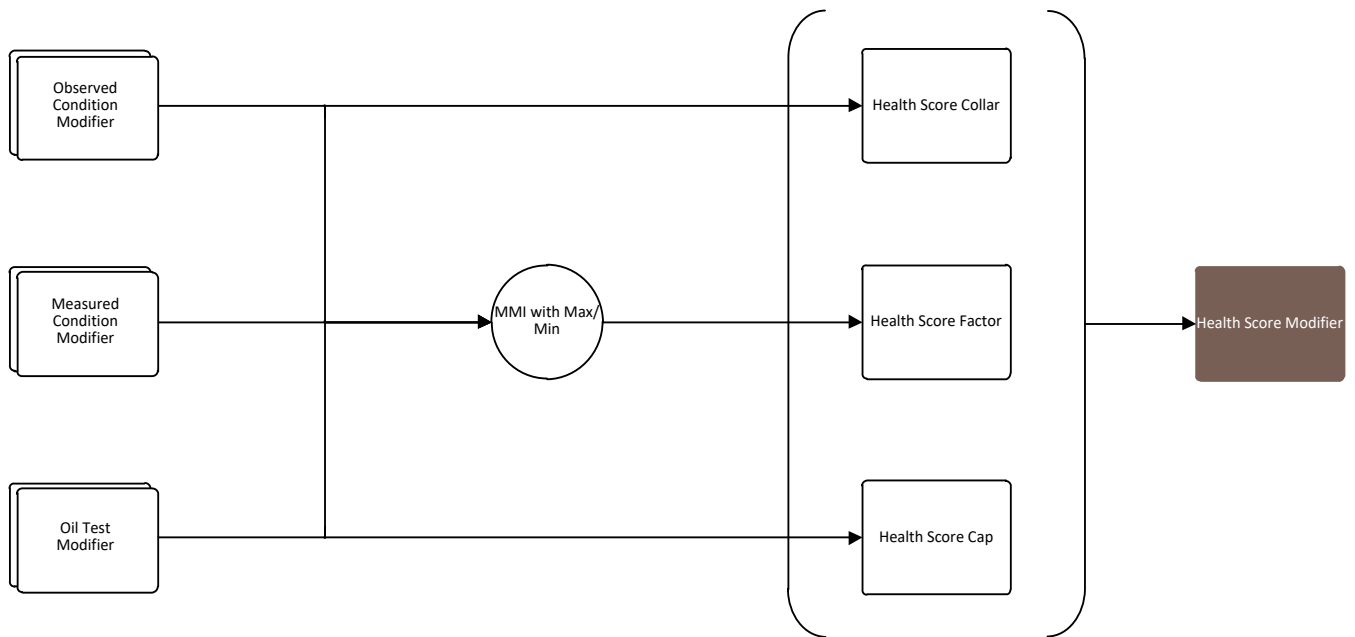 Observed
Condition
Modifier
Health Score Collar
Measured
Condition
Modifier
MMI with Max/
Min
Health Score Factor
Health Score Modifier
Oil Test
Modifier
Health Score Cap